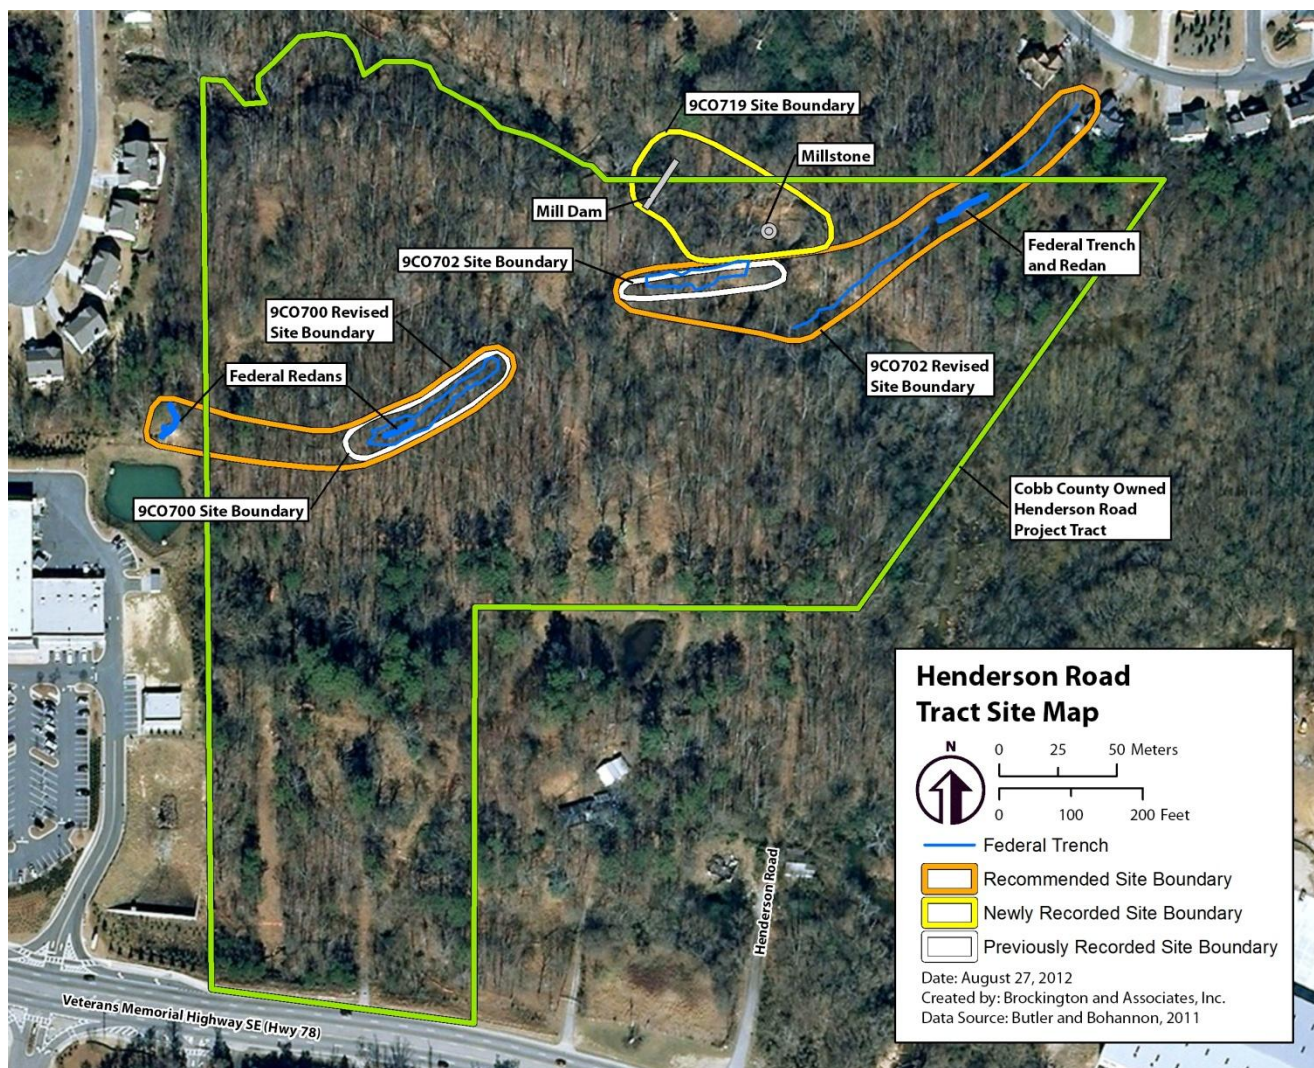 9CO719 Site Boundary
Millstone
Mill Dam
9CO702 Site Boundary
Federal Trench
and Redan
9CO700 Revised
Site Boundary
Federal Redans
9CO702 Revised
Site Boundary
9CO700 Site Boundary
Cobb County Owned
Henderson Road
Project Tract
Henderson Road
Veterans Memorial Highway SE (Hwy 78)
Henderson Road
Tract Site Map
N
0 25 50 Meters
0 100 200 Feet
Federal Trench
Recommended Site Boundary
Newly Recorded Site Boundary
Previously Recorded Site Boundary
Date: August 27, 2012
Created by: Brockington and Associates, Inc.
Data Source: Butler and Bohannon, 2011